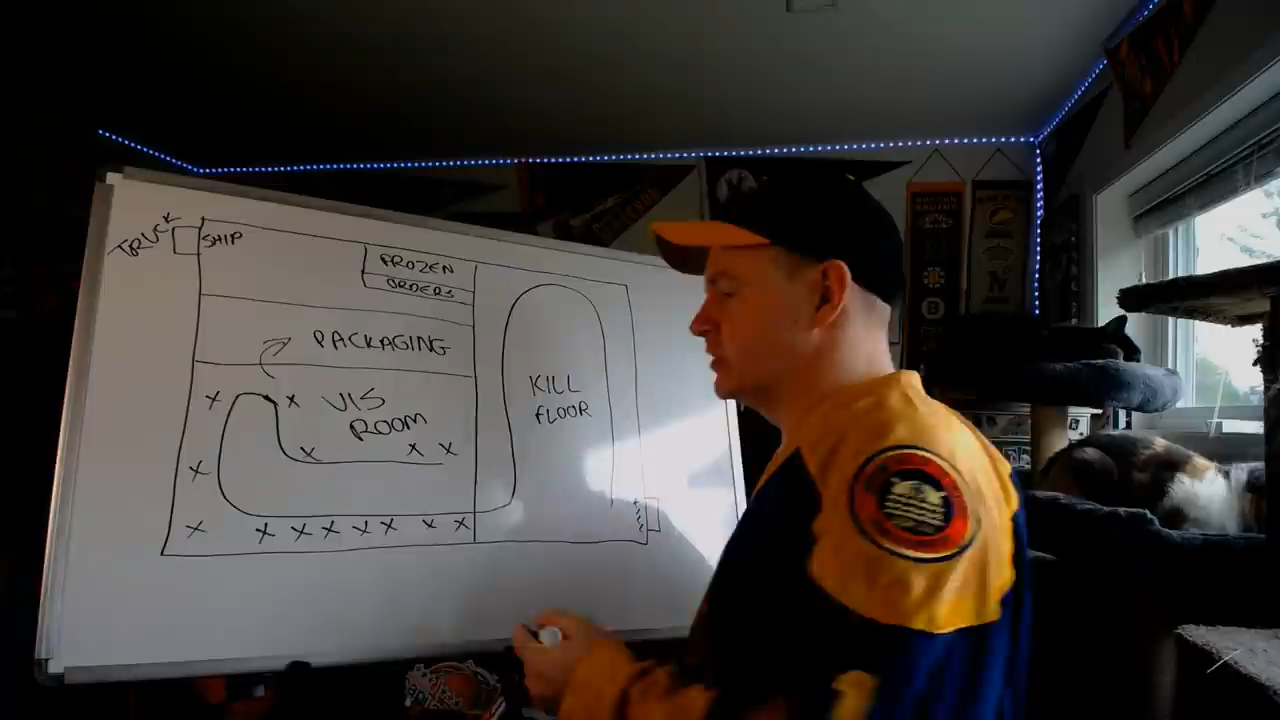 TRUCK
SHIP
FROZEN
ORDERS
PACKAGING
VIS
ROOM
KILL
FLOOR